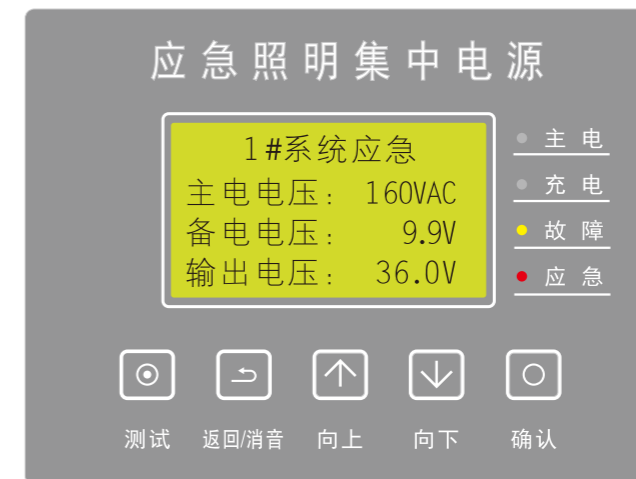 应急照明集中电源
1#系统应急
主电电压： 160VAC
备电电压： 9.9V
输出电压： 36.0V
主电
充电
故障
应急
测试 返回/消音 向上 向下 确认